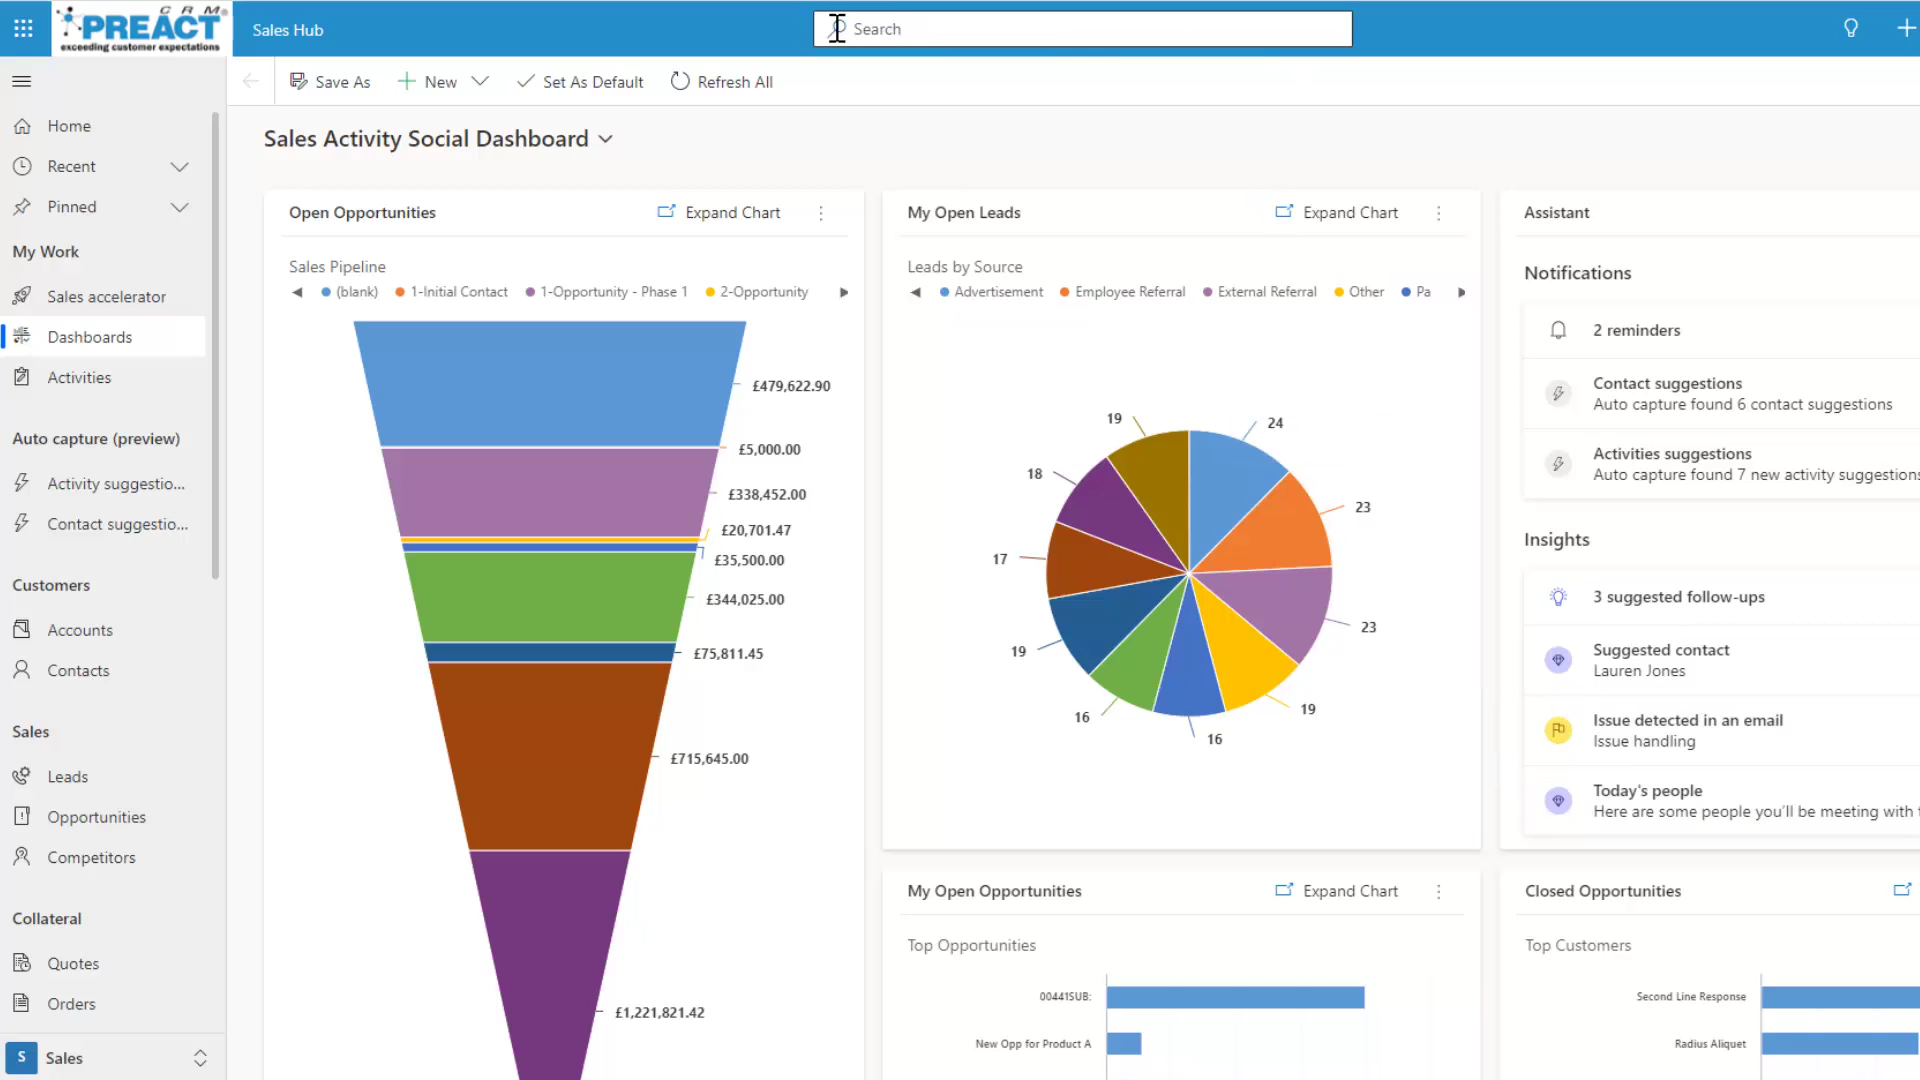 CRM
PREACT
exceeding customer expectations
Sales Hub
Search
Save As
New
Set As Default
Refresh All
Home
Recent
Pinned
My Work
Sales accelerator
Dashboards
Activities
Auto capture (preview)
Activity suggestio...
Contact suggestio...
Customers
Accounts
Contacts
Sales
Leads
Opportunities
Competitors
Collateral
Quotes
Orders
S Sales
Sales Activity Social Dashboard
Open Opportunities
Expand Chart
Sales Pipeline
(blank) 1-Initial Contact 1-Opportunity - Phase 1 2-Opportunity
£479,622.90
£5,000.00
£338,452.00
£20,701.47
£35,500.00
£344,025.00
£75,811.45
£715,645.00
£1,221,821.42
My Open Leads
Expand Chart
Leads by Source
Advertisement Employee Referral External Referral Other Pa
24
23
23
19
16
16
19
17
18
19
My Open Opportunities
Expand Chart
Top Opportunities
00441SUB:
New Opp for Product A
Assistant
Notifications
2 reminders
Contact suggestions
Auto capture found 6 contact suggestions
Activities suggestions
Auto capture found 7 new activity suggestions
Insights
3 suggested follow-ups
Suggested contact
Lauren Jones
Issue detected in an email
Issue handling
Today's people
Here are some people you'll be meeting with
Closed Opportunities
Top Customers
Second Line Response
Radius Aliquet